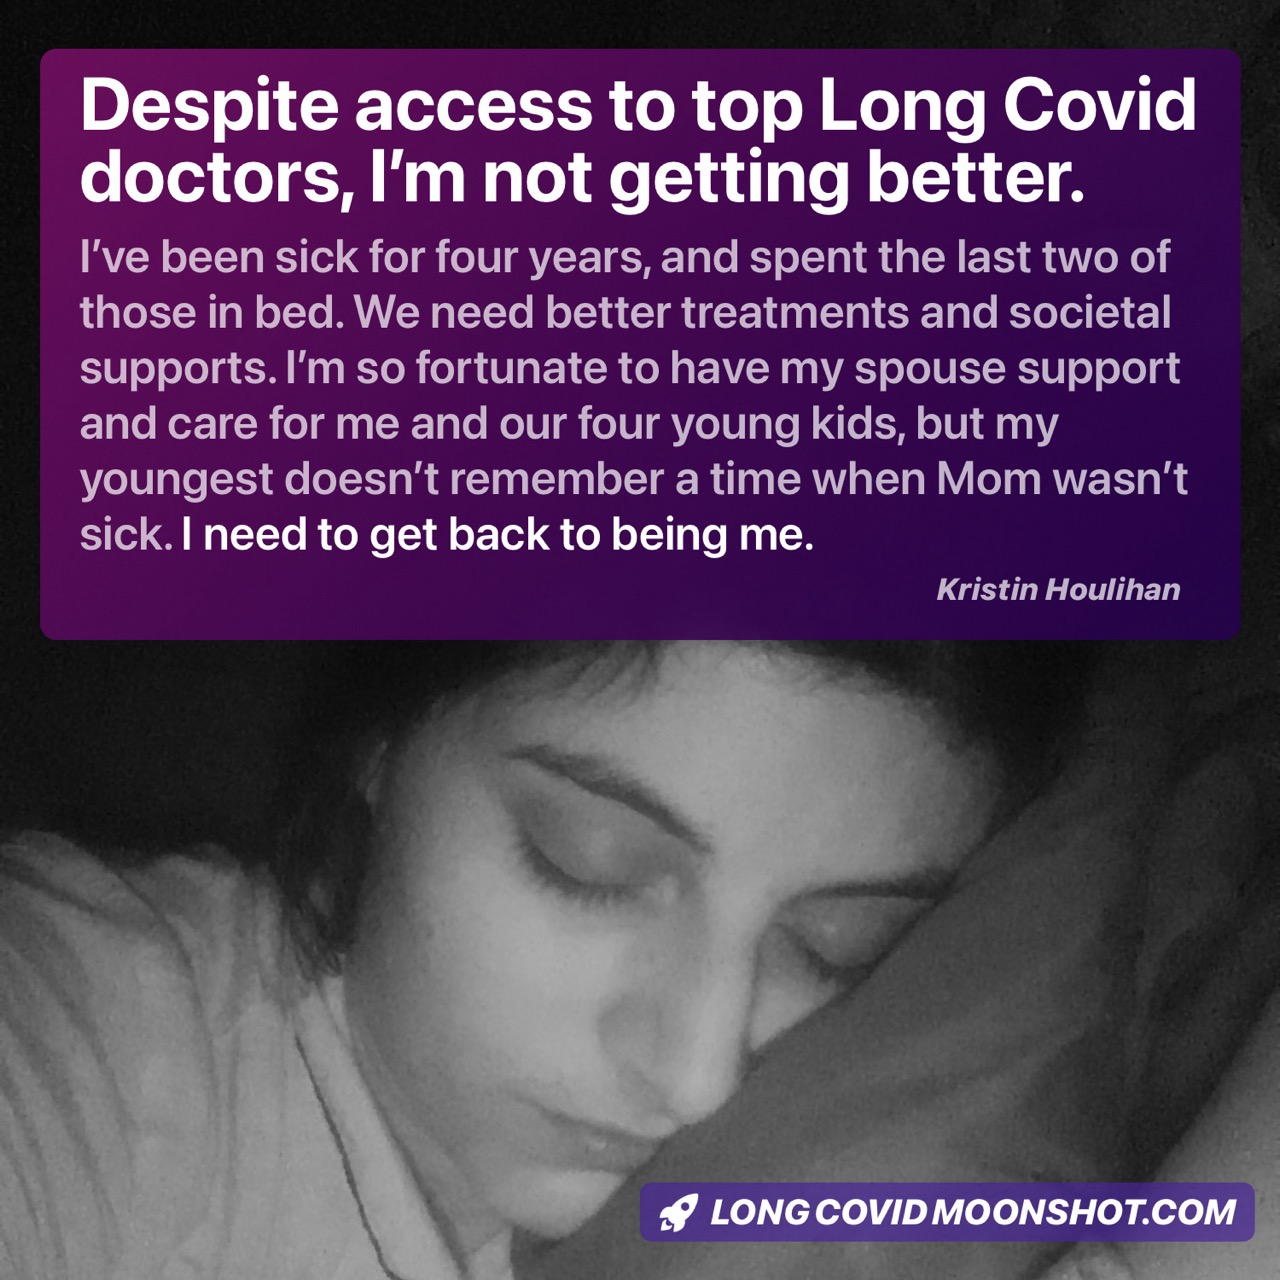 Despite access to top Long Covid
doctors, I’m not getting better.
I’ve been sick for four years, and spent the last two of
those in bed. We need better treatments and societal
supports. I’m so fortunate to have my spouse support
and care for me and our four young kids, but my
youngest doesn’t remember a time when Mom wasn’t
sick. I need to get back to being me.
Kristin Houlihan
LONG COVID MOONSHOT.COM